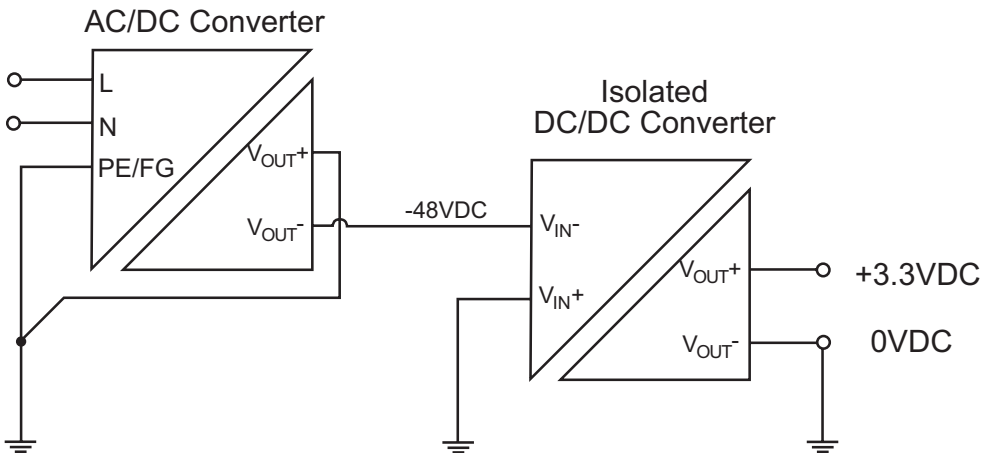 AC/DC Converter
L
N
PE/FG
VOUT+
VOUT-
-48VDC
Isolated
DC/DC Converter
VIN-
VIN+
VOUT+
VOUT-
+3.3VDC
0VDC